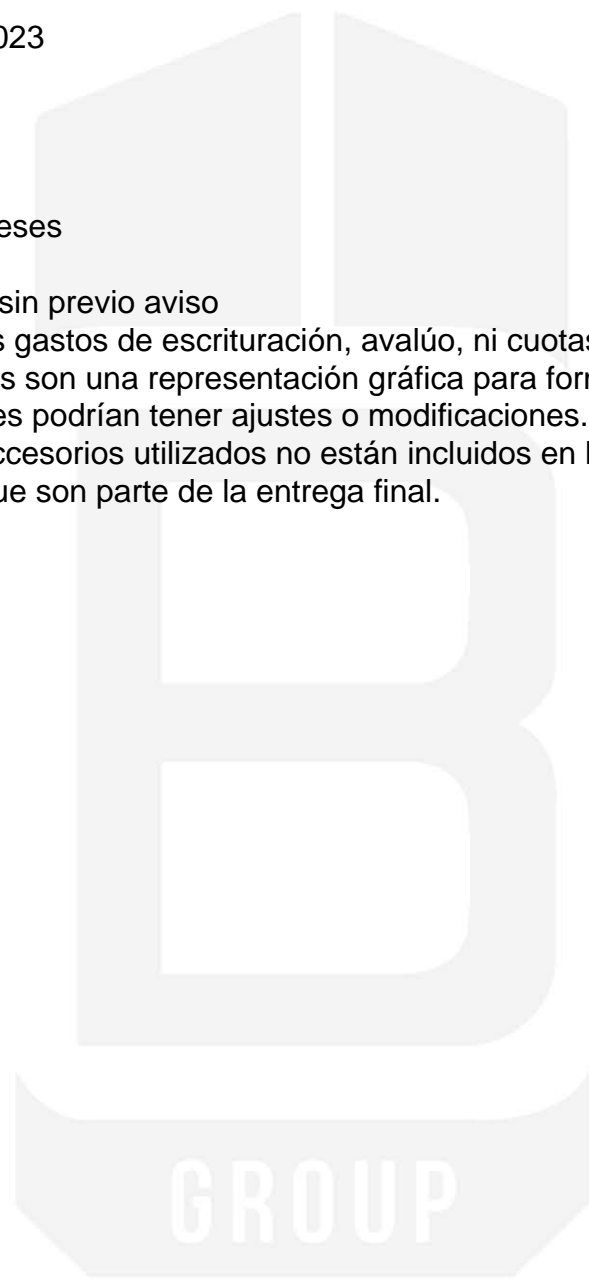 023
eses
sin previo aviso
s gastos de escrituración, avalúo, ni cuotas
s son una representación gráfica para for
es podrían tener ajustes o modificaciones.
ccesorios utilizados no están incluidos en l
ue son parte de la entrega final.
B
GROUP